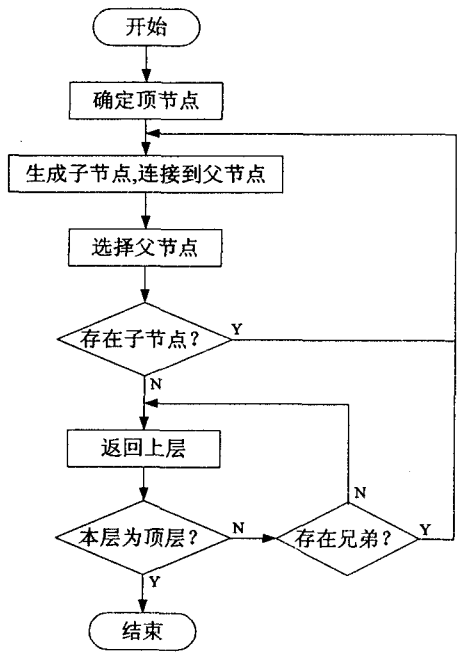 开始
确定顶节点
生成子节点,连接到父节点
选择父节点
存在子节点?
Y
N
返回上层
N
本层为顶层?
N
存在兄弟?
Y
Y
结束